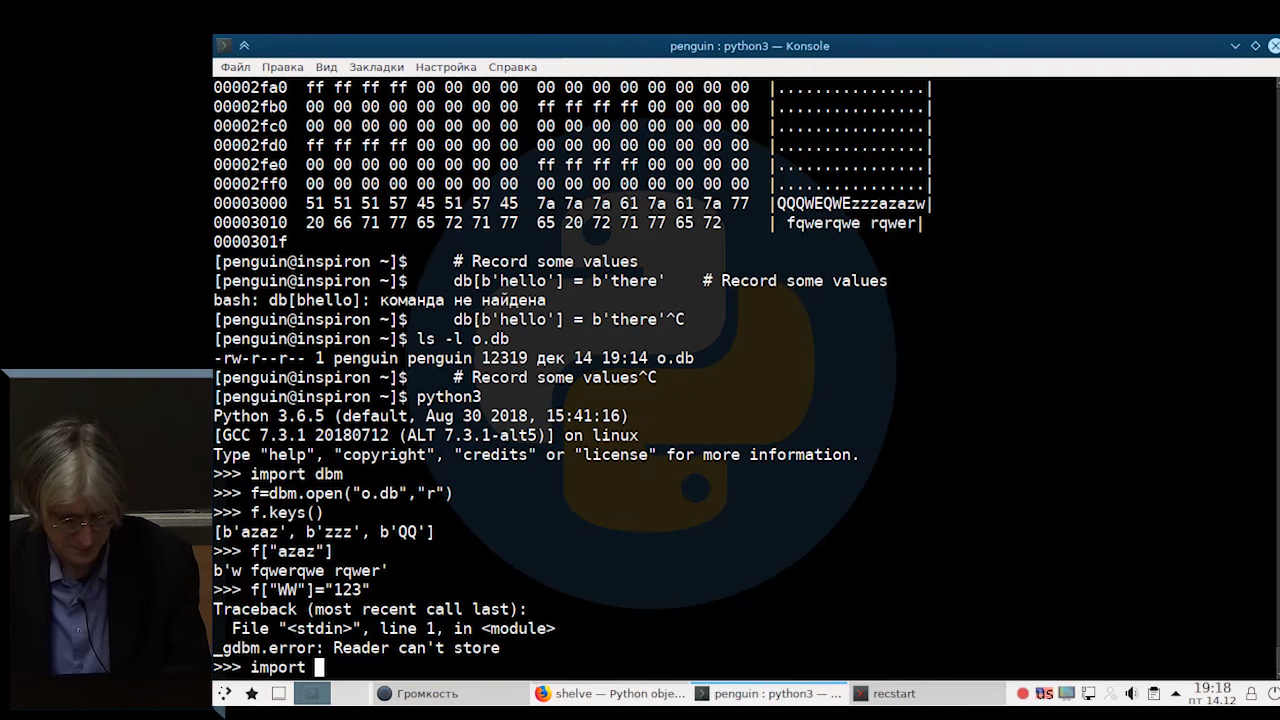 penguin : python3 — Konsole
Файл Правка Вид Закладки Настройка Справка
00002fa0  ff ff ff ff 00 00 00 00  00 00 00 00 00 00 00 00  |................|
00002fb0  00 00 00 00 00 00 00 00  ff ff ff ff 00 00 00 00  |................|
00002fc0  00 00 00 00 00 00 00 00  00 00 00 00 00 00 00 00  |................|
00002fd0  ff ff ff ff 00 00 00 00  00 00 00 00 00 00 00 00  |................|
00002fe0  00 00 00 00 00 00 00 00  ff ff ff ff 00 00 00 00  |................|
00002ff0  00 00 00 00 00 00 00 00  00 00 00 00 00 00 00 00  |................|
00003000  51 51 51 57 45 51 57 45  7a 7a 7a 61 7a 61 7a 77  |QQQWEQWEzzzazazw|
00003010  20 66 71 77 65 72 71 77  65 20 72 71 77 65 72     | fqwerqwe rqwer|
0000301f
[penguin@inspiron ~]$     # Record some values
[penguin@inspiron ~]$     db[b'hello'] = b'there'    # Record some values
bash: db[bhello]: команда не найдена
[penguin@inspiron ~]$     db[b'hello'] = b'there'^C
[penguin@inspiron ~]$ ls -l o.db
-rw-r--r-- 1 penguin penguin 12319 дек 14 19:14 o.db
[penguin@inspiron ~]$     # Record some values^C
[penguin@inspiron ~]$ python3
Python 3.6.5 (default, Aug 30 2018, 15:41:16)
[GCC 7.3.1 20180712 (ALT 7.3.1-alt5)] on linux
Type "help", "copyright", "credits" or "license" for more information.
>>> import dbm
>>> f=dbm.open("o.db","r")
>>> f.keys()
[b'azaz', b'zzz', b'QQ']
>>> f["azaz"]
b'w fqwerqwe rqwer'
>>> f["WW"]="123"
Traceback (most recent call last):
  File "<stdin>", line 1, in <module>
_gdbm.error: Reader can't store
>>> import
Громкость shelve — Python obje... penguin : python3 — ... recstart us 19:18
пт 14.12